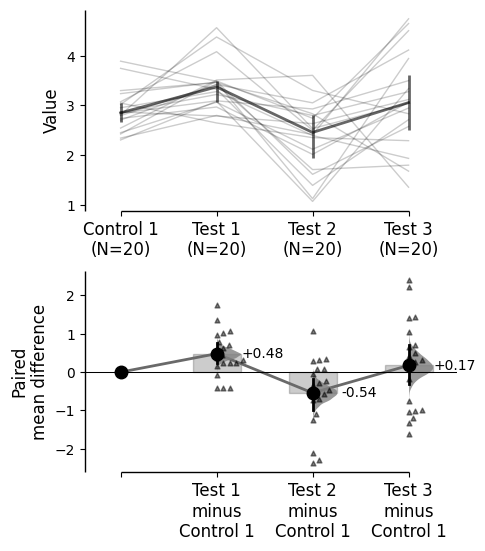 Value
4
3
2
1
Control 1 Test 1 Test 2 Test 3
(N=20) (N=20) (N=20) (N=20)
Paired
mean difference
2
1
0
−1
−2
+0.48
-0.54
+0.17
Test 1 Test 2 Test 3
minus minus minus
Control 1 Control 1 Control 1